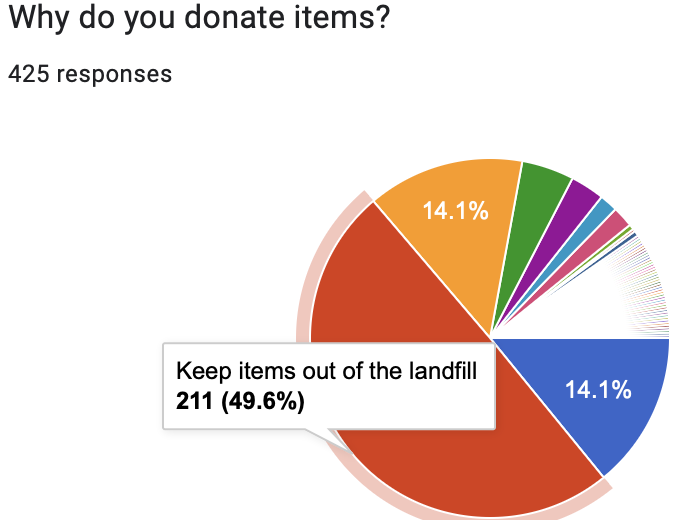 Why do you donate items?
425 responses
14.1%
Keep items out of the landfill
211 (49.6%)
14.1%